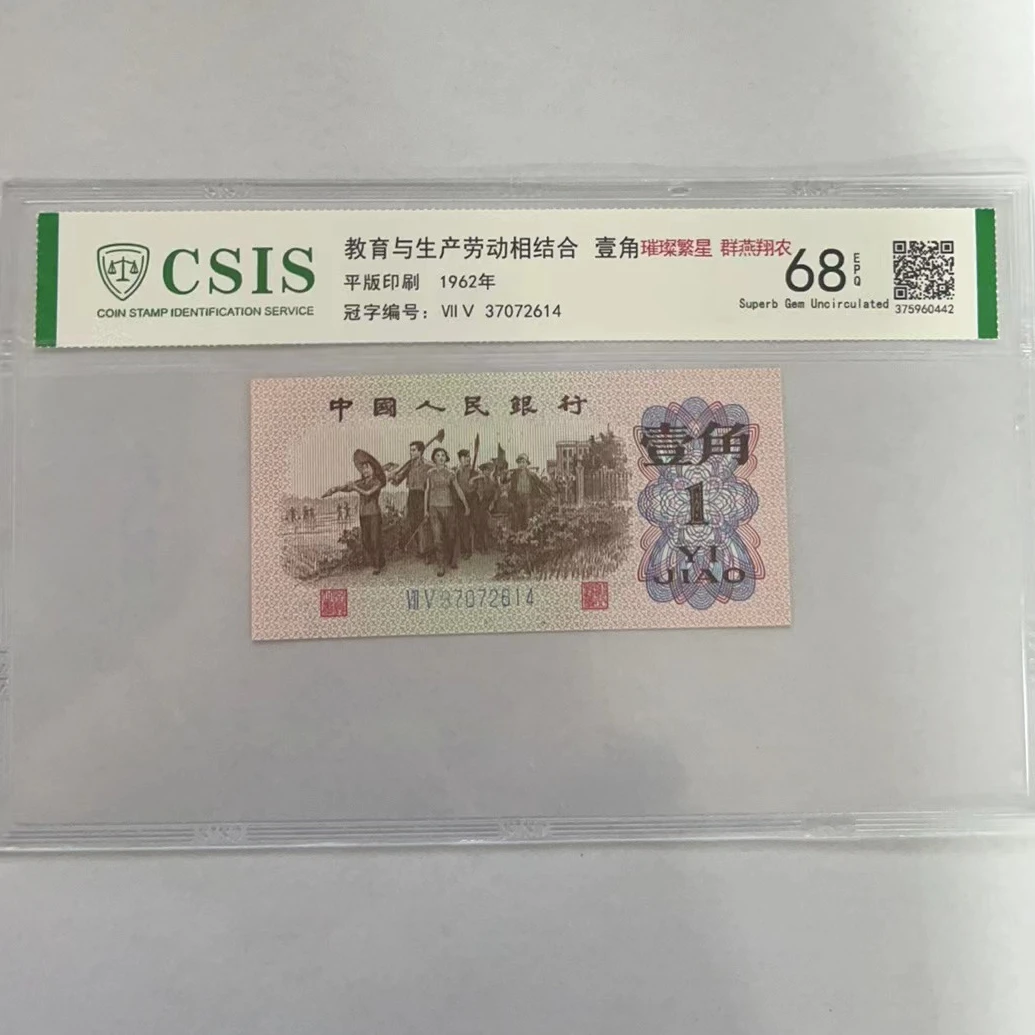 CSIS
COIN STAMP IDENTIFICATION SERVICE
教育与生产劳动相结合 壹角璀璨繁星 群燕翔农
平版印刷 1962年
冠字编号：Ⅶ Ⅴ 37072614
68 EPQ
Superb Gem Uncirculated
375960442
中國人民銀行
壹角
1
YI
JIAO
Ⅶ Ⅴ 37072614